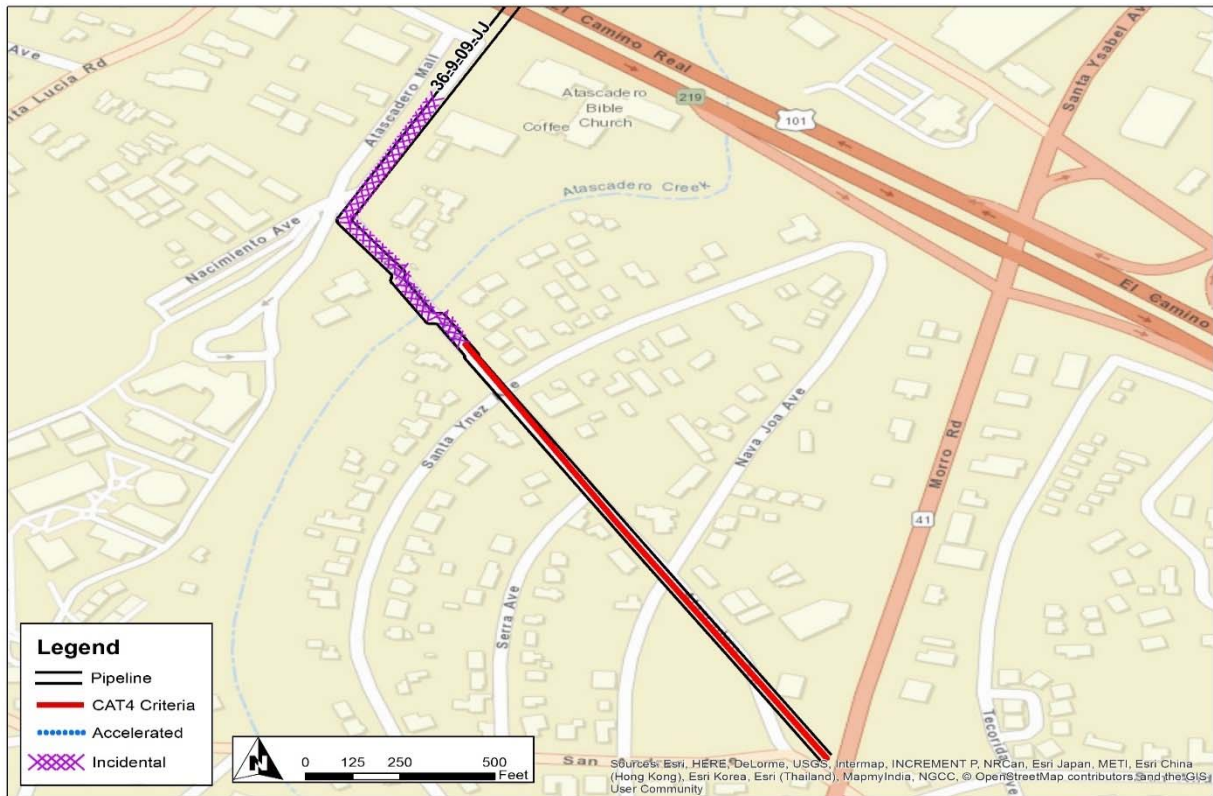 El Camino Real
Ave
nta Lucia Rd
Atascadero Mall
36-9-09-JJ
Atascadero
Bible
Church
Coffee
219
101
Santa Ysabel Av
Atascadero Creek
Nacimiento Ave
El Camino
Santa Ynez
e
Nava Joa Ave
Morro Rd
41
Serra Ave
Tecorida Ave
San
Legend
Pipeline
CAT4 Criteria
Accelerated
Incidental
N
0 125 250 500
Feet
Sources: Esri, HERE, DeLorme, USGS, Intermap, INCREMENT P, NRCan, Esri Japan, METI, Esri China
(Hong Kong), Esri Korea, Esri (Thailand), MapmyIndia, NGCC, © OpenStreetMap contributors, and the GIS
User Community